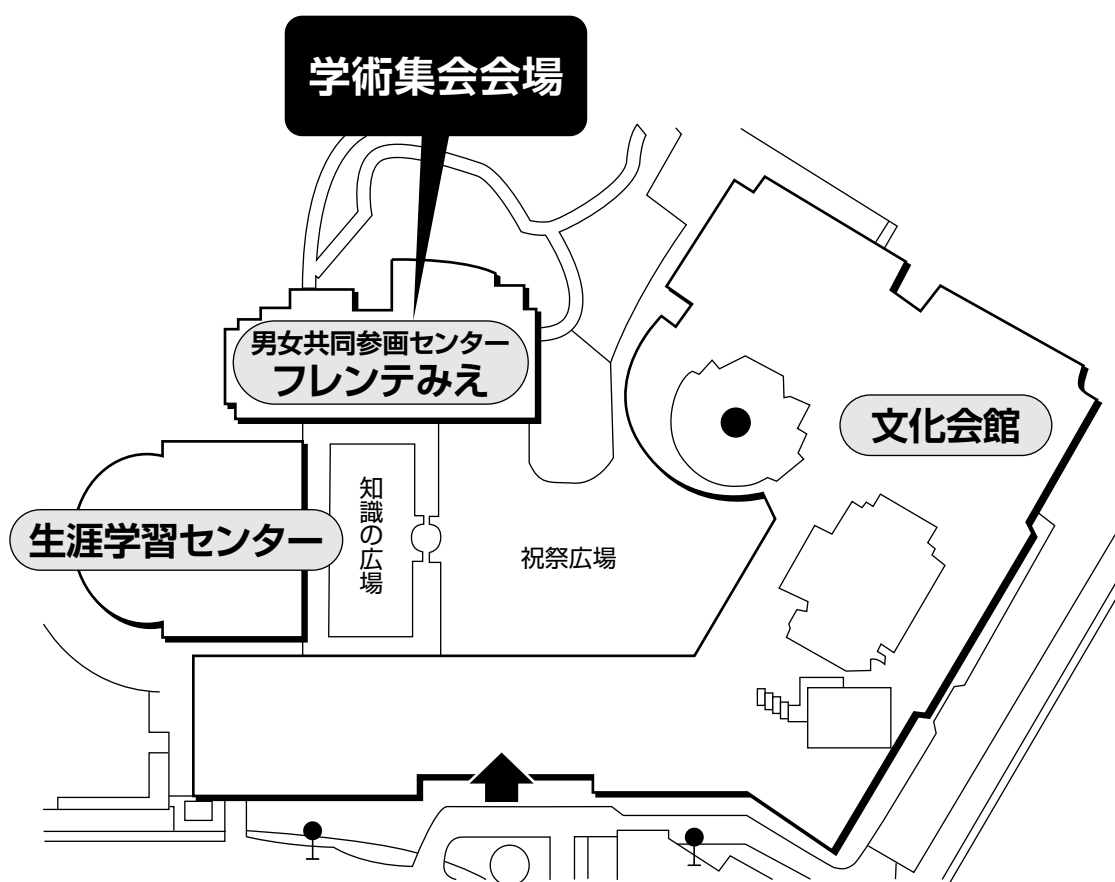 学術集会会場
男女共同参画センター
フレンテみえ
文化会館
知識の広場
生涯学習センター
祝祭広場